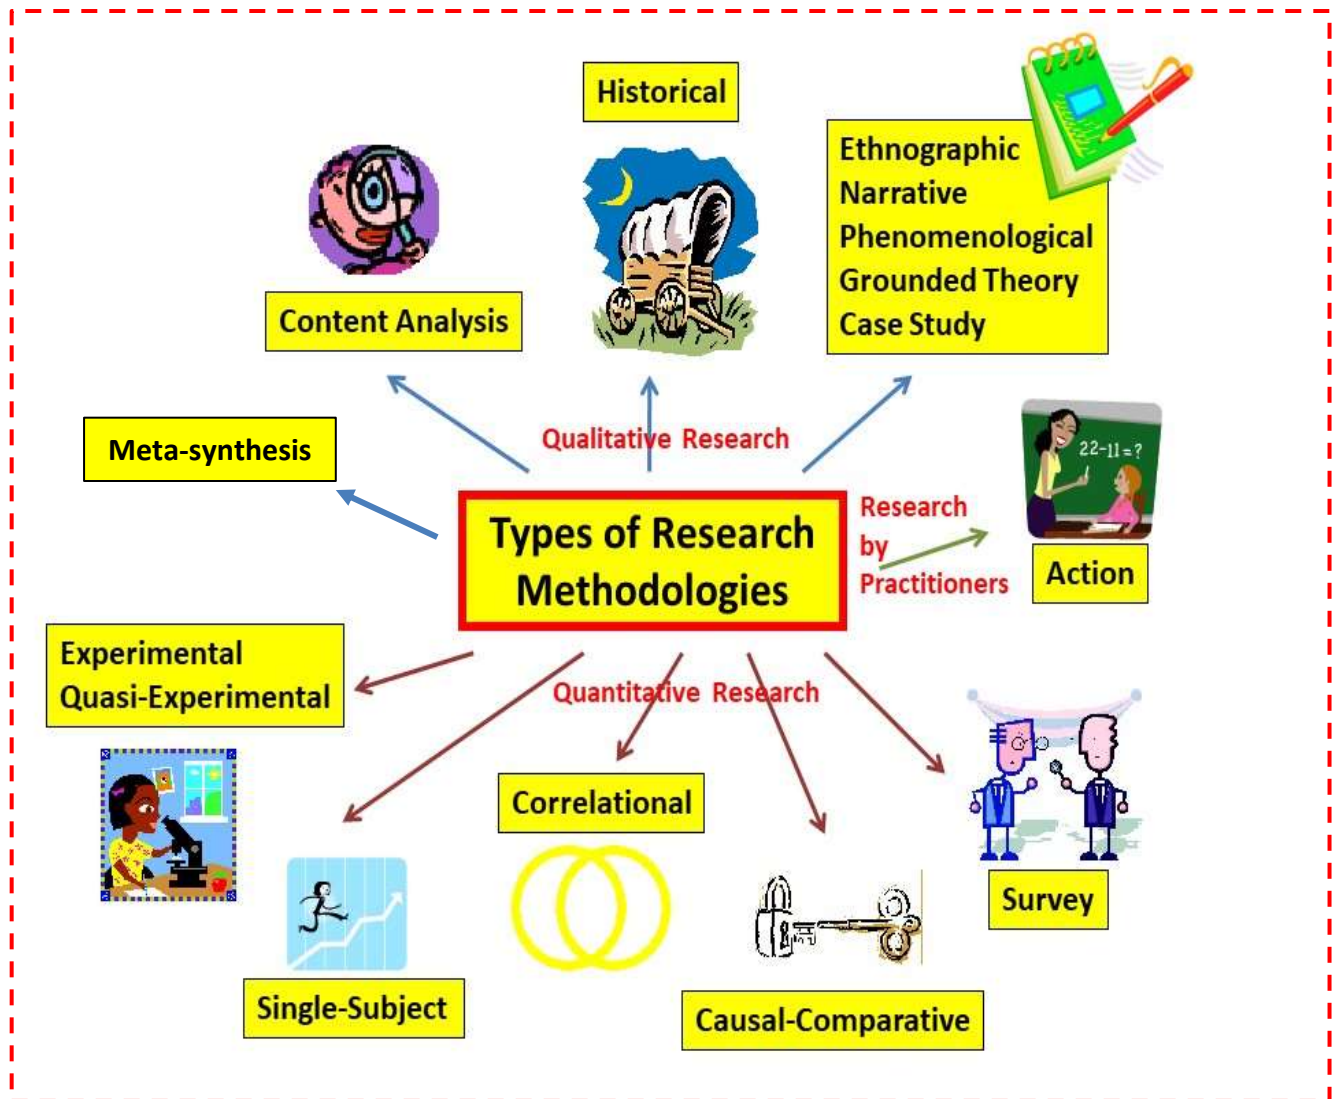 Historical
Ethnographic
Narrative
Phenomenological
Grounded Theory
Case Study
Content Analysis
Qualitative Research
Meta-synthesis
22-11=?
Types of Research
Methodologies
Research
by
Practitioners
Action
Experimental
Quasi-Experimental
Quantitative Research
Correlational
Survey
Single-Subject
Causal-Comparative